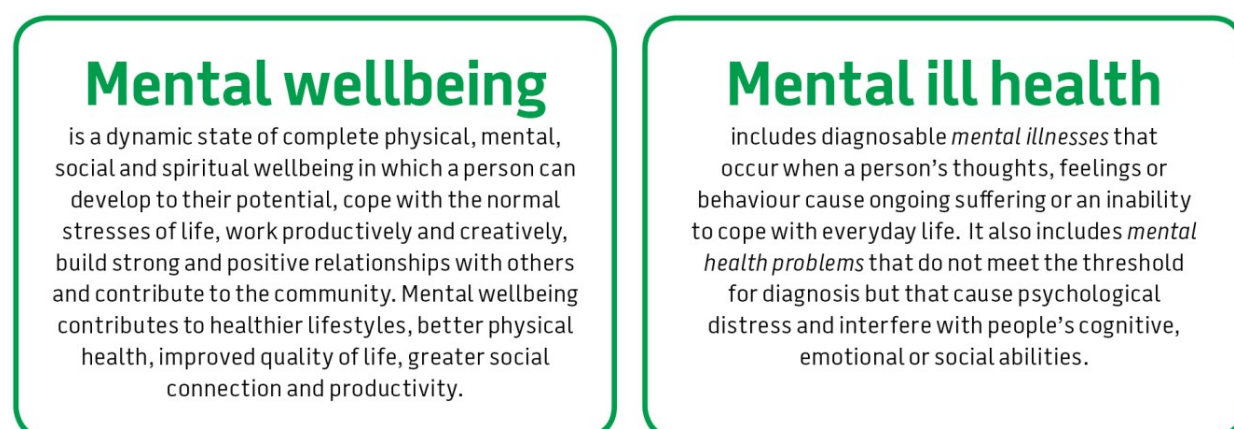 Mental wellbeing
is a dynamic state of complete physical, mental,
social and spiritual wellbeing in which a person can
develop to their potential, cope with the normal
stresses of life, work productively and creatively,
build strong and positive relationships with others
and contribute to the community. Mental wellbeing
contributes to healthier lifestyles, better physical
health, improved quality of life, greater social
connection and productivity.
Mental ill health
includes diagnosable mental illnesses that
occur when a person’s thoughts, feelings or
behaviour cause ongoing suffering or an inability
to cope with everyday life. It also includes mental
health problems that do not meet the threshold
for diagnosis but that cause psychological
distress and interfere with people’s cognitive,
emotional or social abilities.